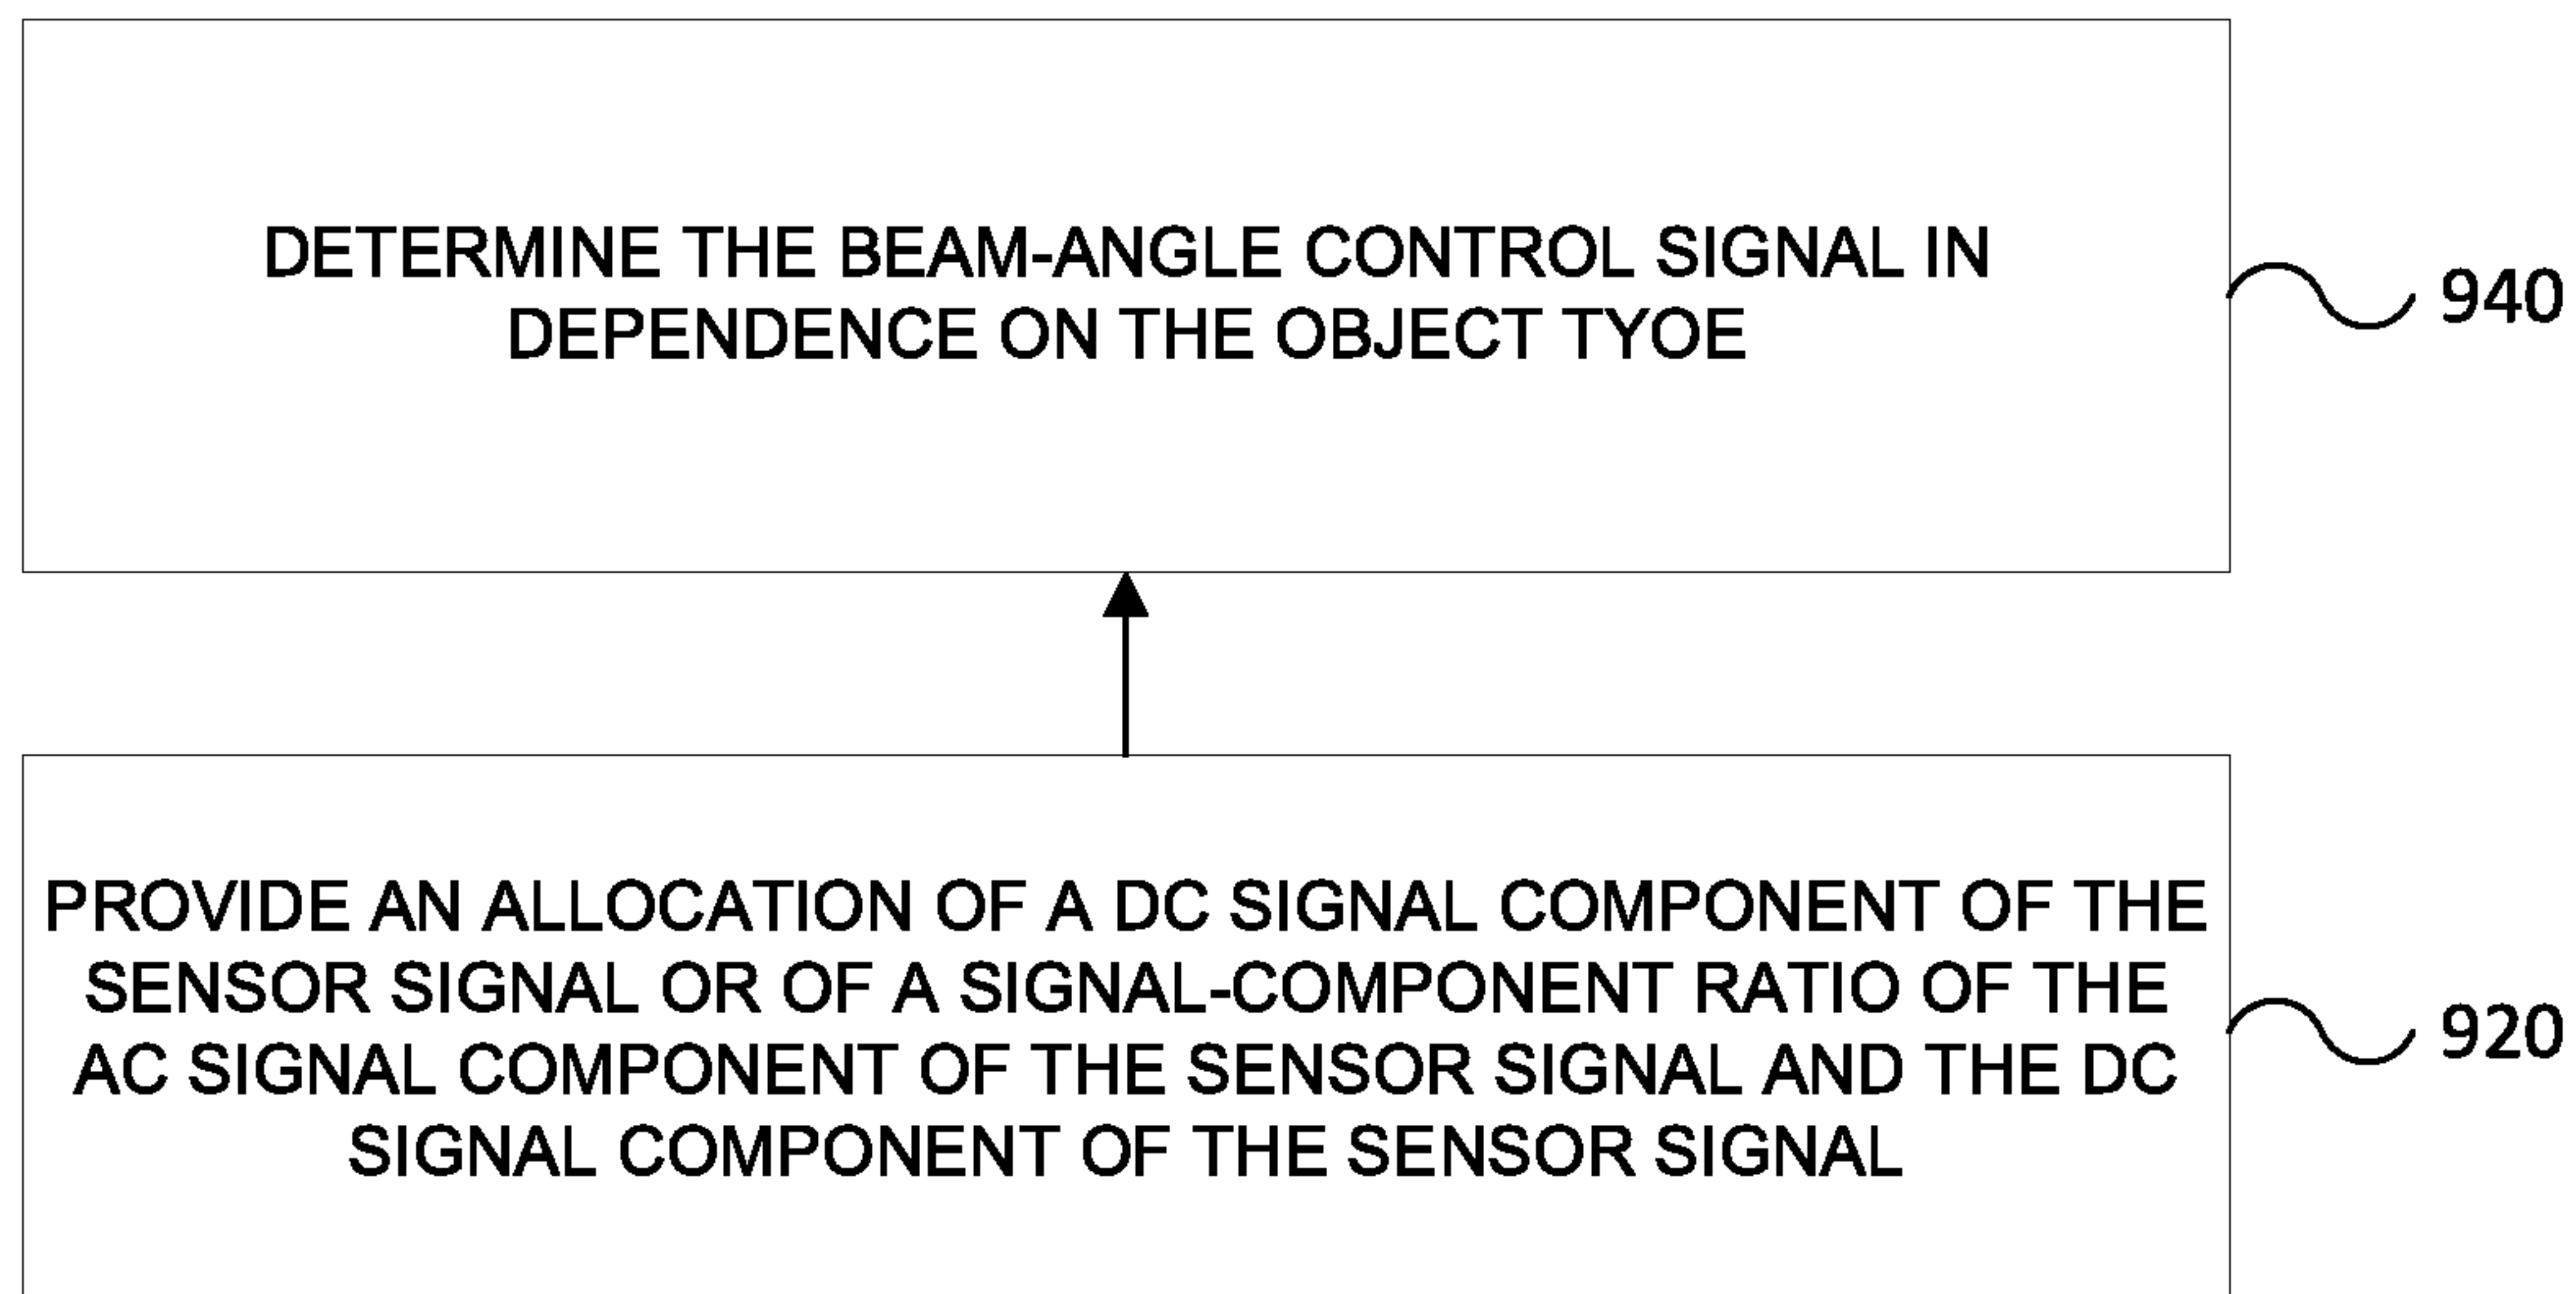 DETERMINE THE BEAM-ANGLE CONTROL SIGNAL IN
DEPENDENCE ON THE OBJECT TYOE
940
PROVIDE AN ALLOCATION OF A DC SIGNAL COMPONENT OF THE
SENSOR SIGNAL OR OF A SIGNAL-COMPONENT RATIO OF THE
AC SIGNAL COMPONENT OF THE SENSOR SIGNAL AND THE DC
SIGNAL COMPONENT OF THE SENSOR SIGNAL
920